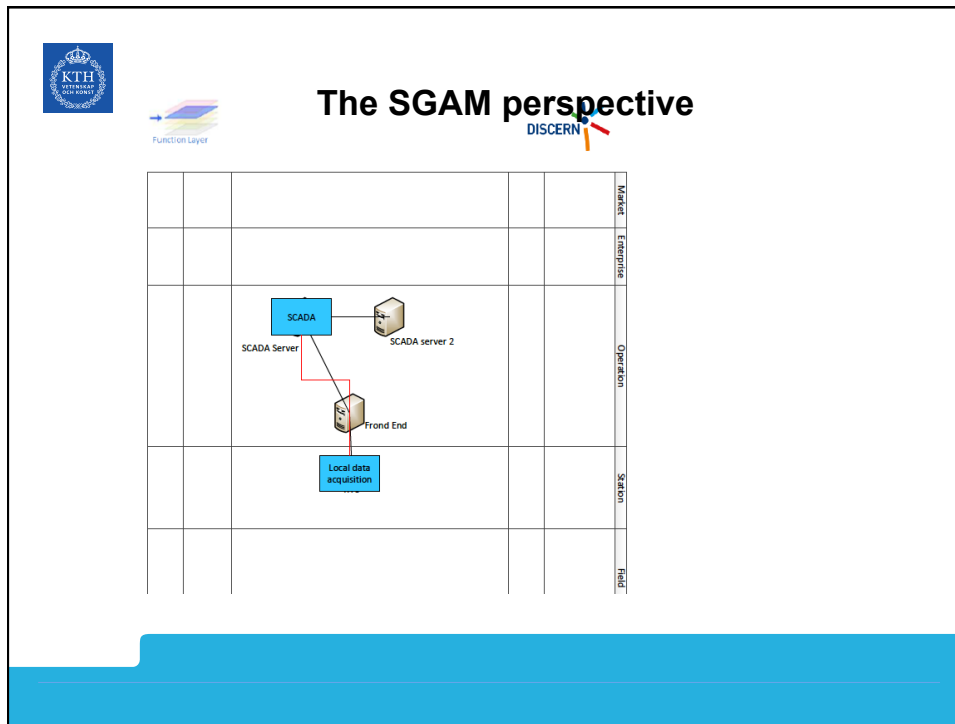 KTH
VETENSKAP
OCH KONST
The SGAM perspective
Function Layer
DISCERN
Market
Enterprise
SCADA
SCADA server 2
SCADA Server
Operation
Frond End
Local data
acquisition
Station
Field